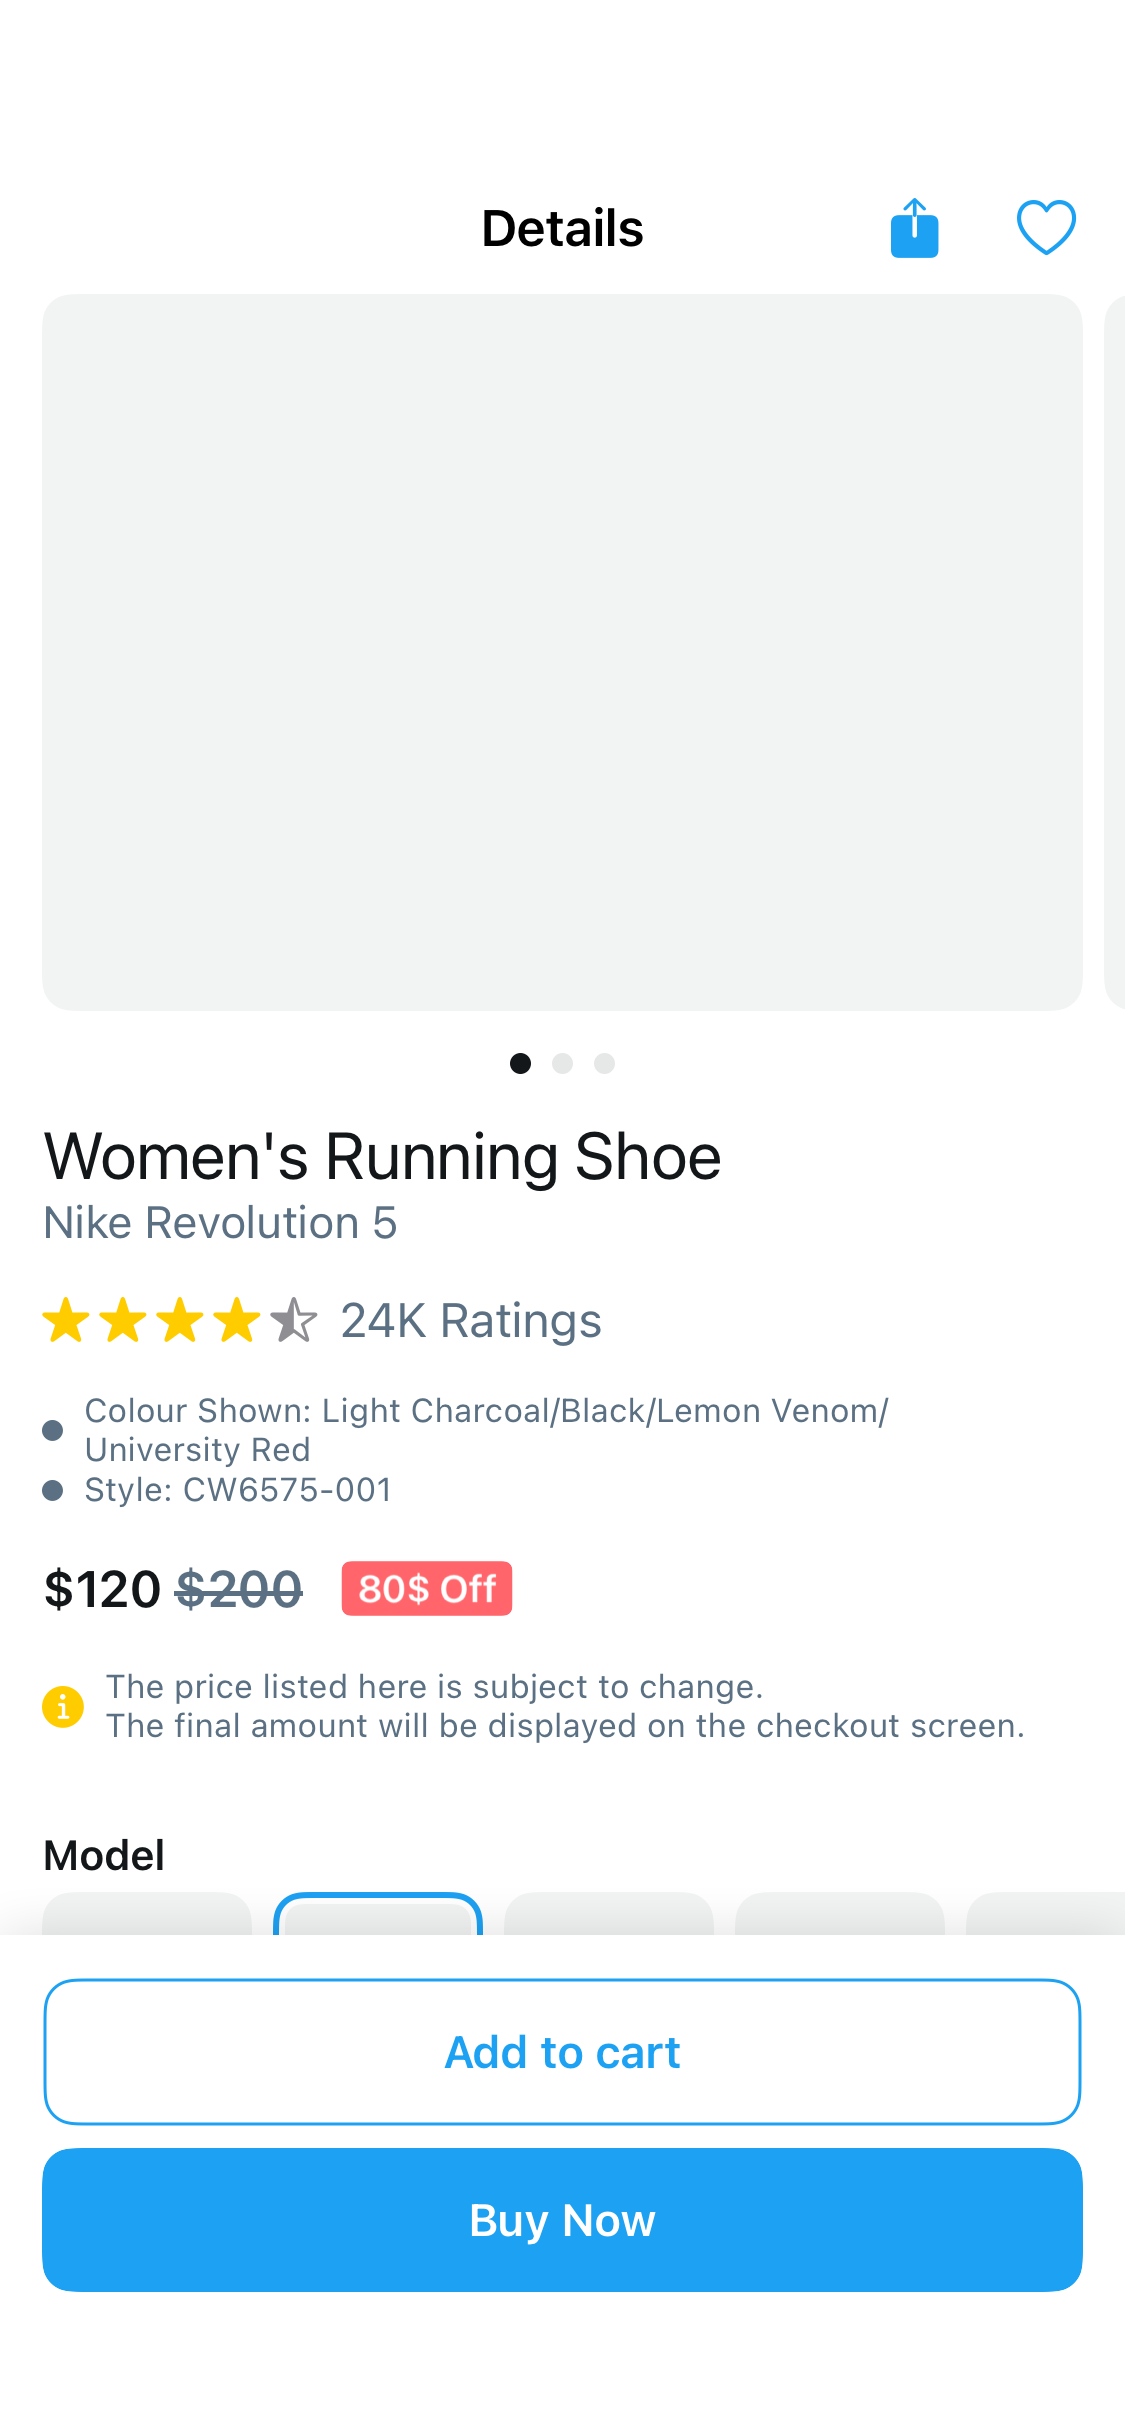 Details
Women's Running Shoe
Nike Revolution 5
24K Ratings
Colour Shown: Light Charcoal/Black/Lemon Venom/
University Red
Style: CW6575-001
$120 $200 80$ Off
The price listed here is subject to change.
The final amount will be displayed on the checkout screen.
Model
Add to cart
Buy Now